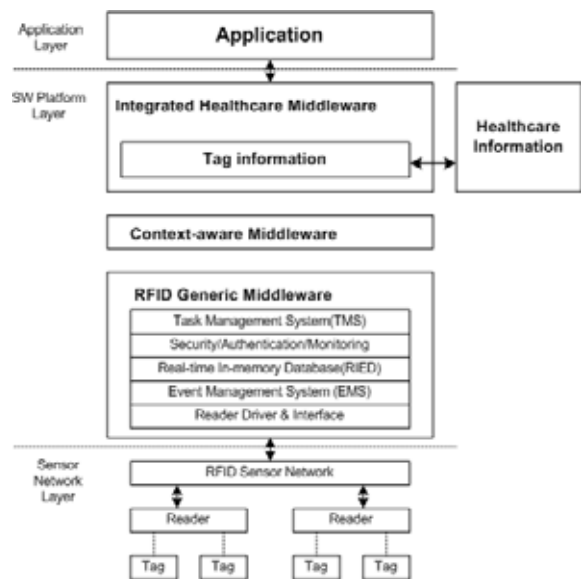 Application
Layer
Application
SW Platform
Layer
Integrated Healthcare Middleware
Tag information
Healthcare
Information
Context-aware Middleware
RFID Generic Middleware
Task Management System(TMS)
Security/Authentication/Monitoring
Real-time In-memory Database(RIED)
Event Management System (EMS)
Reader Driver & Interface
Sensor
Network
Layer
RFID Sensor Network
Reader
Reader
Tag
Tag
Tag
Tag